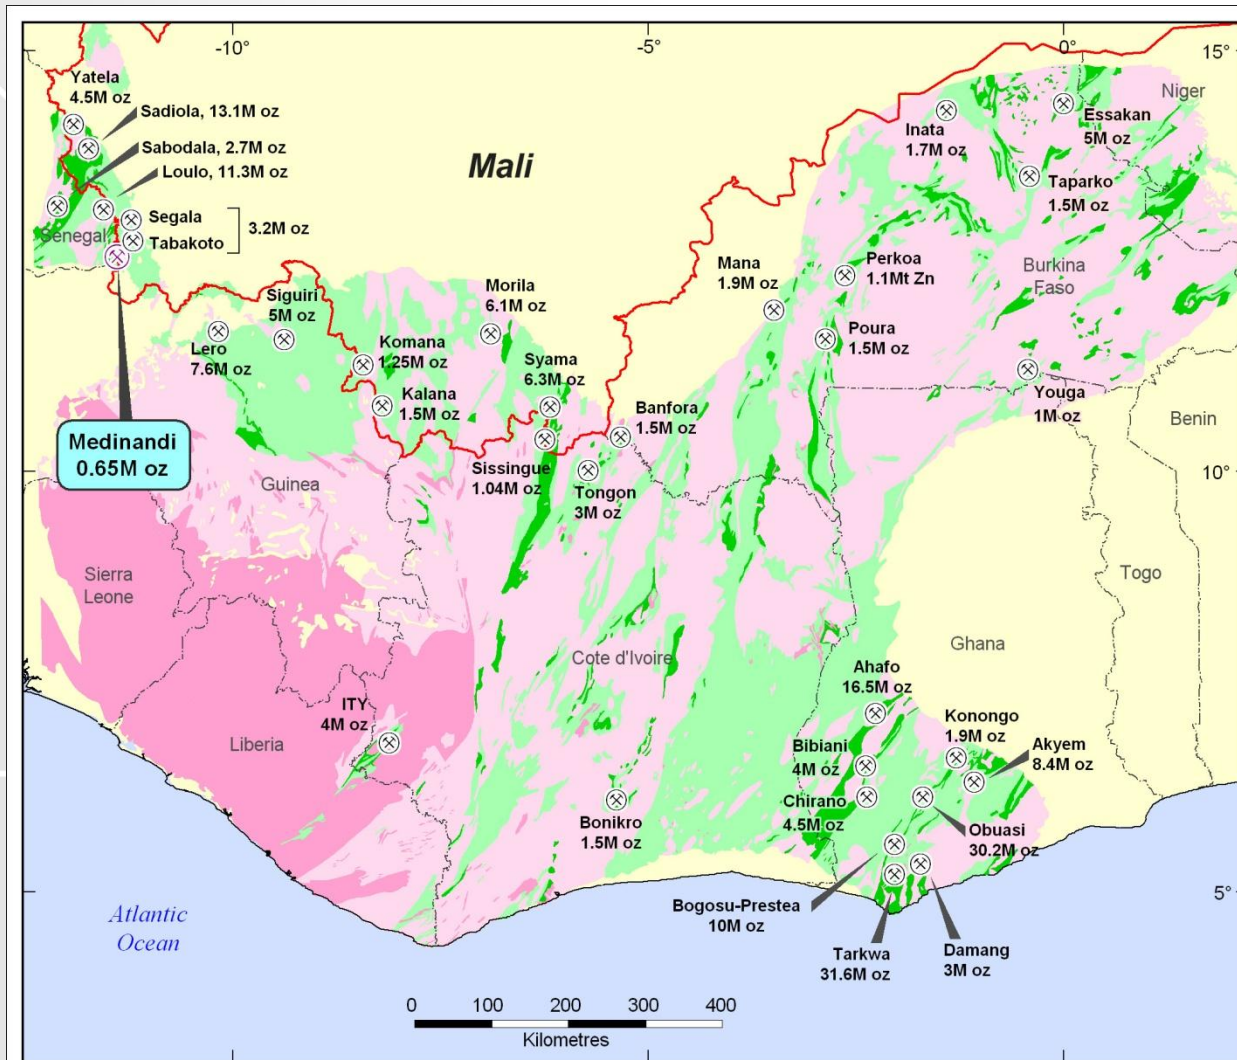 -10°
-5°
0°
15°
Yatela
4.5M oz
Sadiola, 13.1M oz
Sabodala, 2.7M oz
Loulo, 11.3M oz
Segala
Tabakoto
3.2M oz
Senegal
Mali
Niger
Inata
1.7M oz
Essakan
5M oz
Taparko
1.5M oz
Mana
1.9M oz
Perkoa
1.1Mt Zn
Burkina
Faso
Siguiri
5M oz
Morila
6.1M oz
Lero
7.6M oz
Komana
1.25M oz
Syama
6.3M oz
Poura
1.5M oz
Kalana
1.5M oz
Banfora
1.5M oz
Youga
1M oz
Benin
Medinandi
0.65M oz
Sissingue
1.04M oz
Tongon
3M oz
10°
Guinea
Sierra
Leone
Togo
Ghana
Cote d'Ivoire
Ahafo
16.5M oz
ITY
4M oz
Liberia
Konongo
1.9M oz
Bibiani
4M oz
Akyem
8.4M oz
Chirano
4.5M oz
Bonikro
1.5M oz
Obuasi
30.2M oz
5°
Bogosu-Prestea
10M oz
Atlantic
Ocean
Tarkwa
31.6M oz
Damang
3M oz
0 100 200 300 400
Kilometres